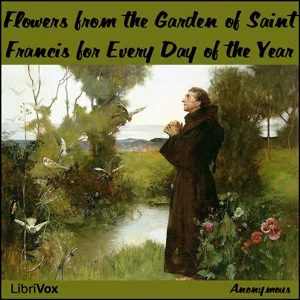 Flowers from the Garden of Saint
Francis for Every Day of the Year
LibriVox
Anonymous